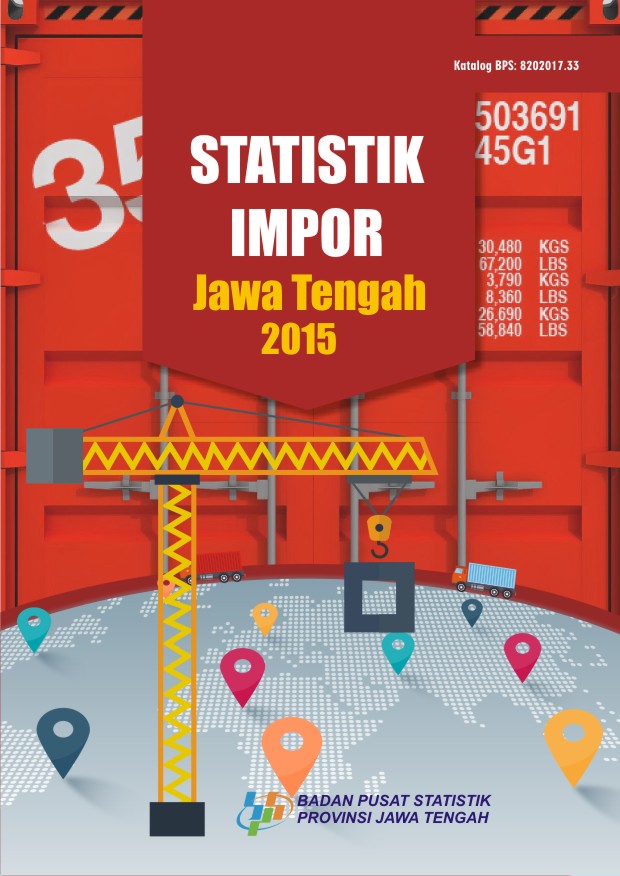 Katalog BPS: 8202017.33
35
503691
45G1
STATISTIK
IMPOR
Jawa Tengah
2015
30,480 KGS
67,200 LBS
3,790 KGS
8,360 LBS
26,690 KGS
58,840 LBS
BADAN PUSAT STATISTIK
PROVINSI JAWA TENGAH